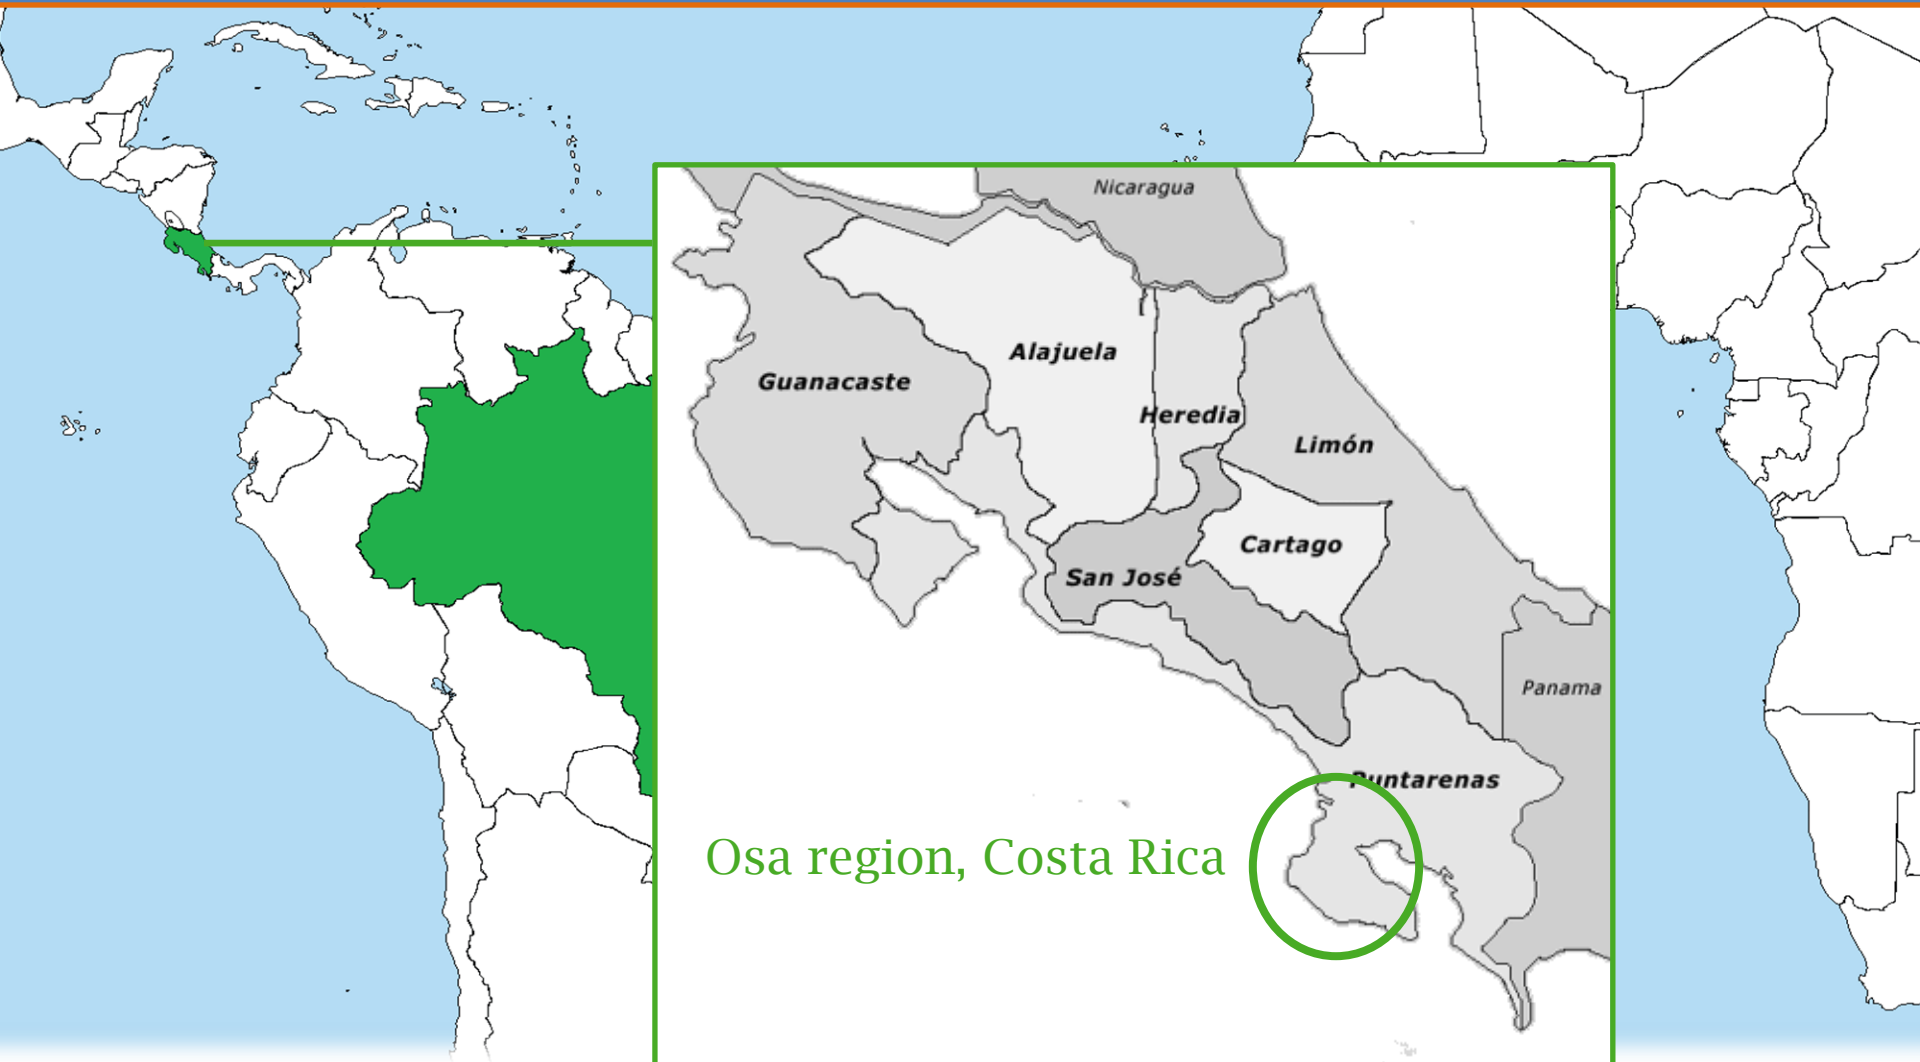 Nicaragua
Alajuela
Guanacaste
Heredia
Limón
Cartago
San José
Panama
Puntarenas
Osa region, Costa Rica